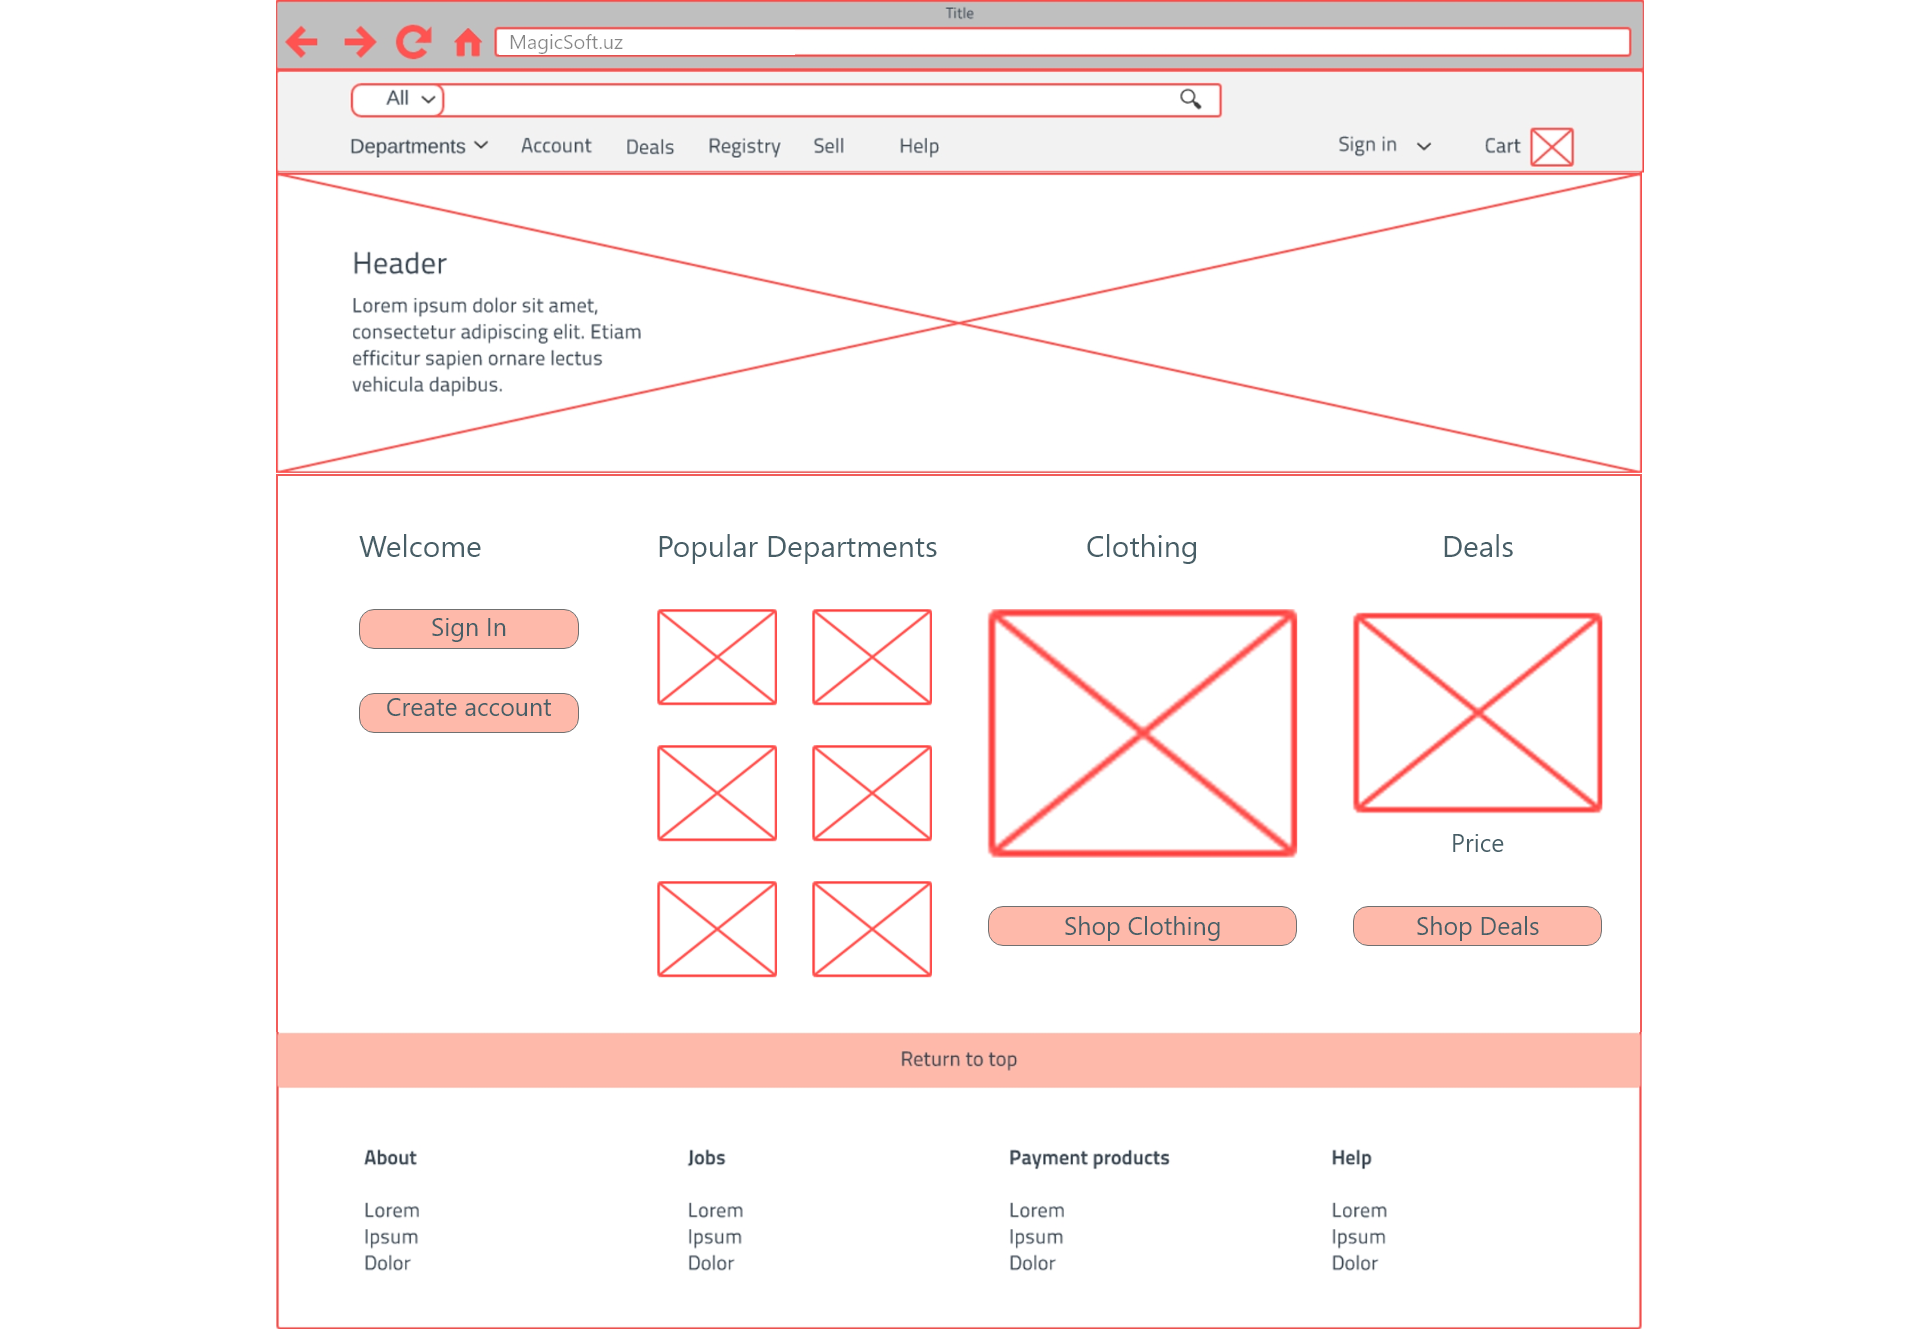 Title
MagicSoft.uz
All
Departments Account Deals Registry Sell Help Sign in Cart
Header
Lorem ipsum dolor sit amet,
consectetur adipiscing elit. Etiam
efficitur sapien ornare lectus
vehicula dapibus.
Welcome
Sign In
Create account
Popular Departments
Clothing
Shop Clothing
Deals
Price
Shop Deals
Return to top
About
Lorem
Ipsum
Dolor
Jobs
Lorem
Ipsum
Dolor
Payment products
Lorem
Ipsum
Dolor
Help
Lorem
Ipsum
Dolor